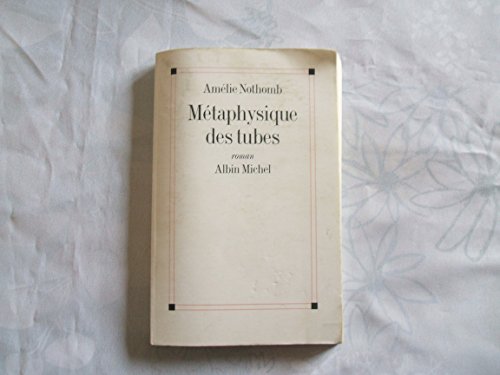 Amélie Nothomb
Métaphysique
des tubes
roman
Albin Michel